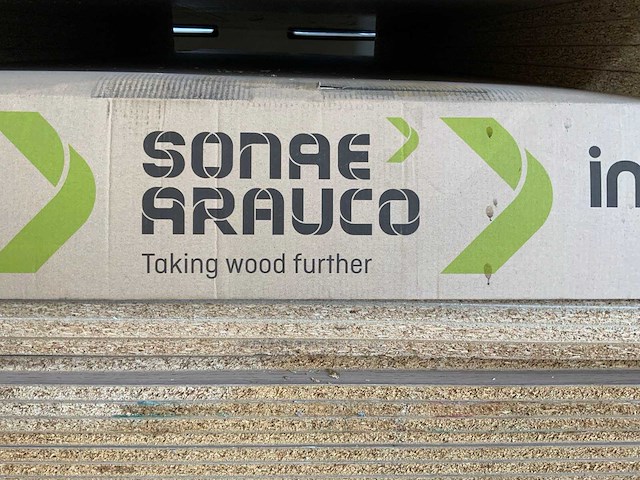 SONAE
ARAUCO
Taking wood further